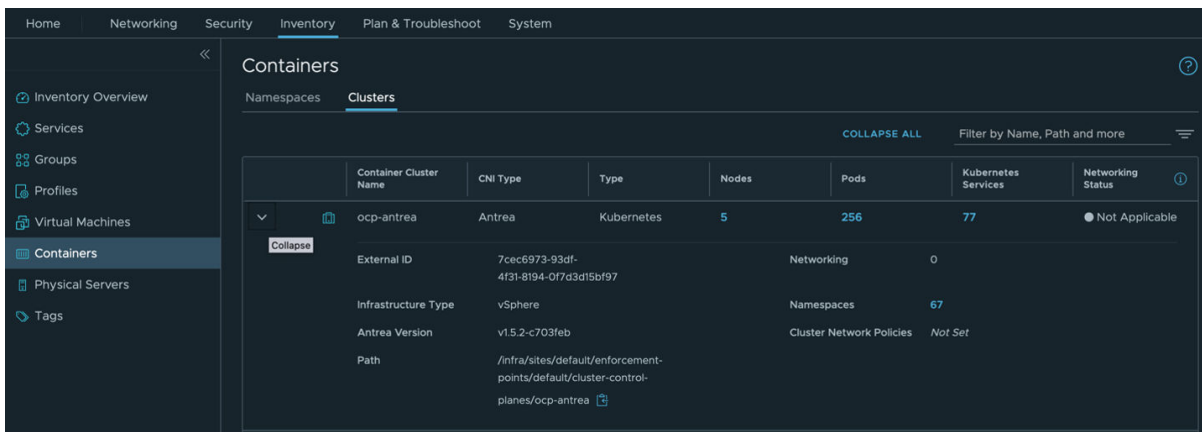 Home Networking Security Inventory Plan & Troubleshoot System
Containers
Namespaces Clusters
Inventory Overview
Services
Groups
Profiles
Virtual Machines
Containers
Physical Servers
Tags
COLLAPSE ALL Filter by Name, Path and more
Container Cluster
Name
CNI Type
Type
Nodes
Pods
Kubernetes
Services
Networking
Status
ocp-antrea Antrea Kubernetes 5 256 77 Not Applicable
Collapse
External ID
7cec6973-93df-
4f31-8194-0f7d3d15bf97
Networking 0
Infrastructure Type vSphere Namespaces 67
Antrea Version v1.5.2-c703feb Cluster Network Policies Not Set
Path
/infra/sites/default/enforcement-
points/default/cluster-control-
planes/ocp-antrea